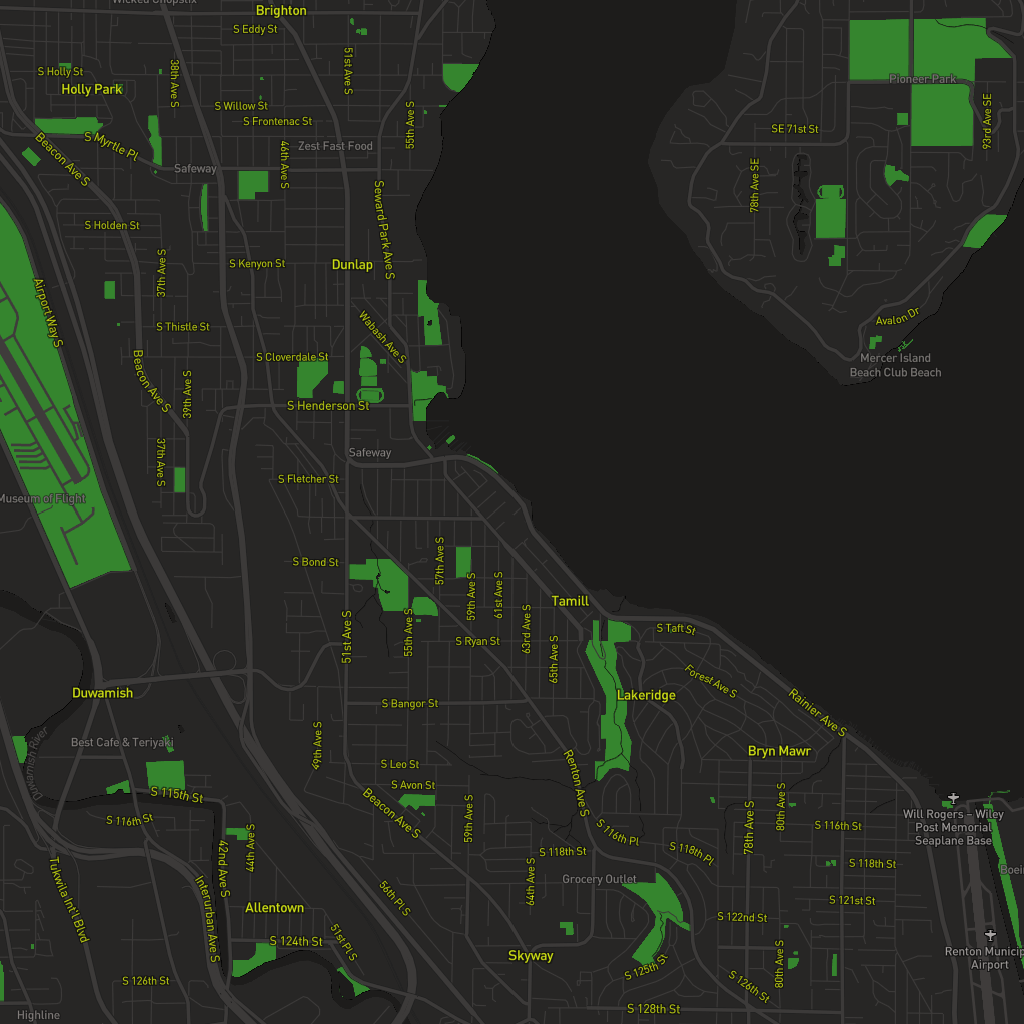 Wicked Chopstix
Brighton
S Eddy St
51st Ave S
38th Ave S
S Holly St
Holly Park
S Willow St
S Frontenac St
55th Ave S
Pioneer Park
93rd Ave SE
SE 71st St
S Myrtle Pl
Beacon Ave S
Safeway
46th Ave S
Zest Fast Food
78th Ave SE
Seward Park Ave S
S Holden St
37th Ave S
S Kenyon St
Dunlap
Airport Way S
S Thistle St
Wabash Ave S
Avalon Dr
Mercer Island
Beach Club Beach
S Cloverdale St
Beacon Ave S
39th Ave S
S Henderson St
37th Ave S
Safeway
S Fletcher St
Museum of Flight
S Bond St
57th Ave S
59th Ave S
61st Ave S
63rd Ave S
65th Ave S
Tamill
51st Ave S
55th Ave S
S Ryan St
S Taft St
Forest Ave S
Lakeridge
Rainier Ave S
Duwamish
S Bangor St
Duwamish River
Best Cafe & Teriyaki
49th Ave S
Bryn Mawr
S Leo St
S Avon St
Renton Ave S
Beacon Ave S
59th Ave S
78th Ave S
80th Ave S
S 115th St
S 116th St
S 116th Pl
S 116th St
Will Rogers – Wiley
Post Memorial
Seaplane Base
42nd Ave S
44th Ave S
S 118th St
S 118th Pl
S 118th St
Tukwila Int'l Blvd
Interurban Ave S
56th Pl S
64th Ave S
Grocery Outlet
S 121st St
S 122nd St
Allentown
51st Pl S
S 124th St
Skyway
S 125th St
80th Ave S
S 126th St
S 126th St
Renton Municip
Airport
Highline
S 128th St